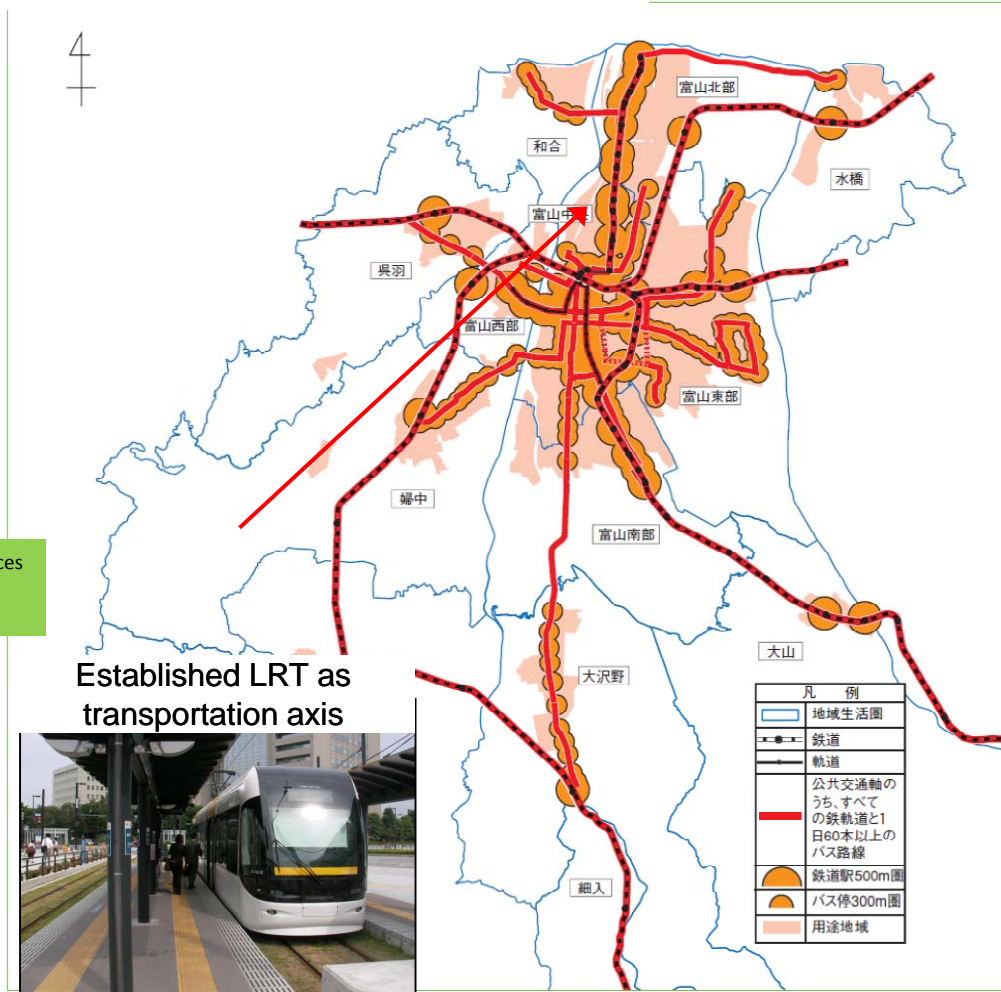 富山北部
和合
水橋
富山中
呉羽
富山西部
富山東部
婦中
富山南部
ces
大山
大沢野
Established LRT as
transportation axis
細入
凡 例
地域生活圏
鉄道
軌道
公共交通軸の
うち、すべて
の鉄軌道と1
日60本以上の
バス路線
鉄道駅500m圏
バス停300m圏
用途地域